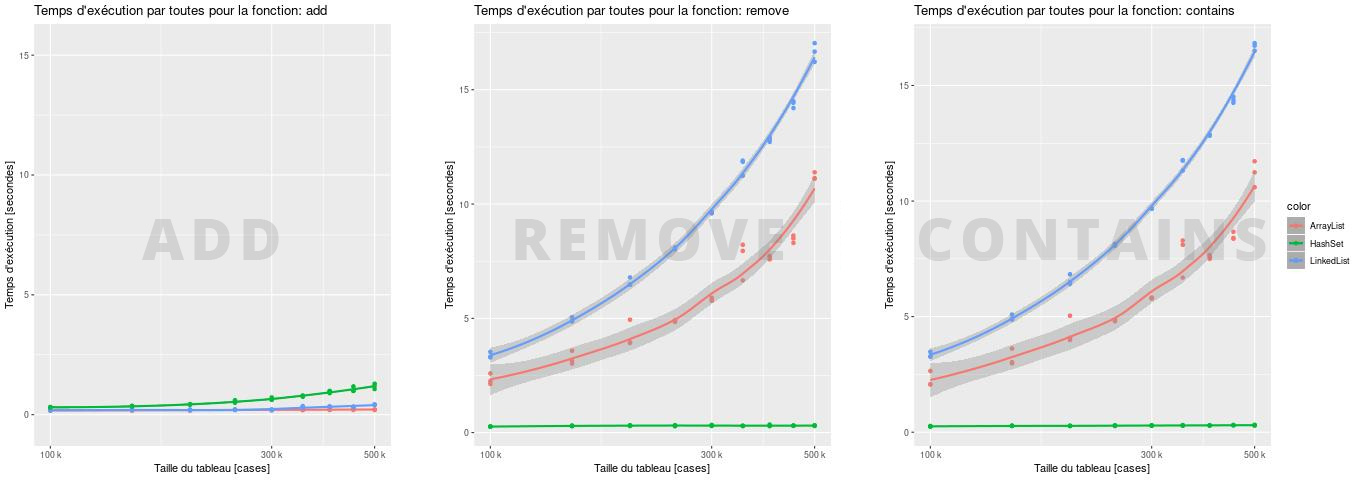 Temps d'exécution par toutes pour la fonction: add
15
10
5
0
Temps d'exécution [secondes]
ADD
100 k
300 k
500 k
Taille du tableau [cases]
Temps d'exécution par toutes pour la fonction: remove
15
10
5
0
Temps d'exécution [secondes]
REMOVE
100 k
300 k
500 k
Taille du tableau [cases]
Temps d'exécution par toutes pour la fonction: contains
15
10
5
0
Temps d'exécution [secondes]
CONTAINS
100 k
300 k
500 k
Taille du tableau [cases]
color
ArrayList
HashSet
LinkedList